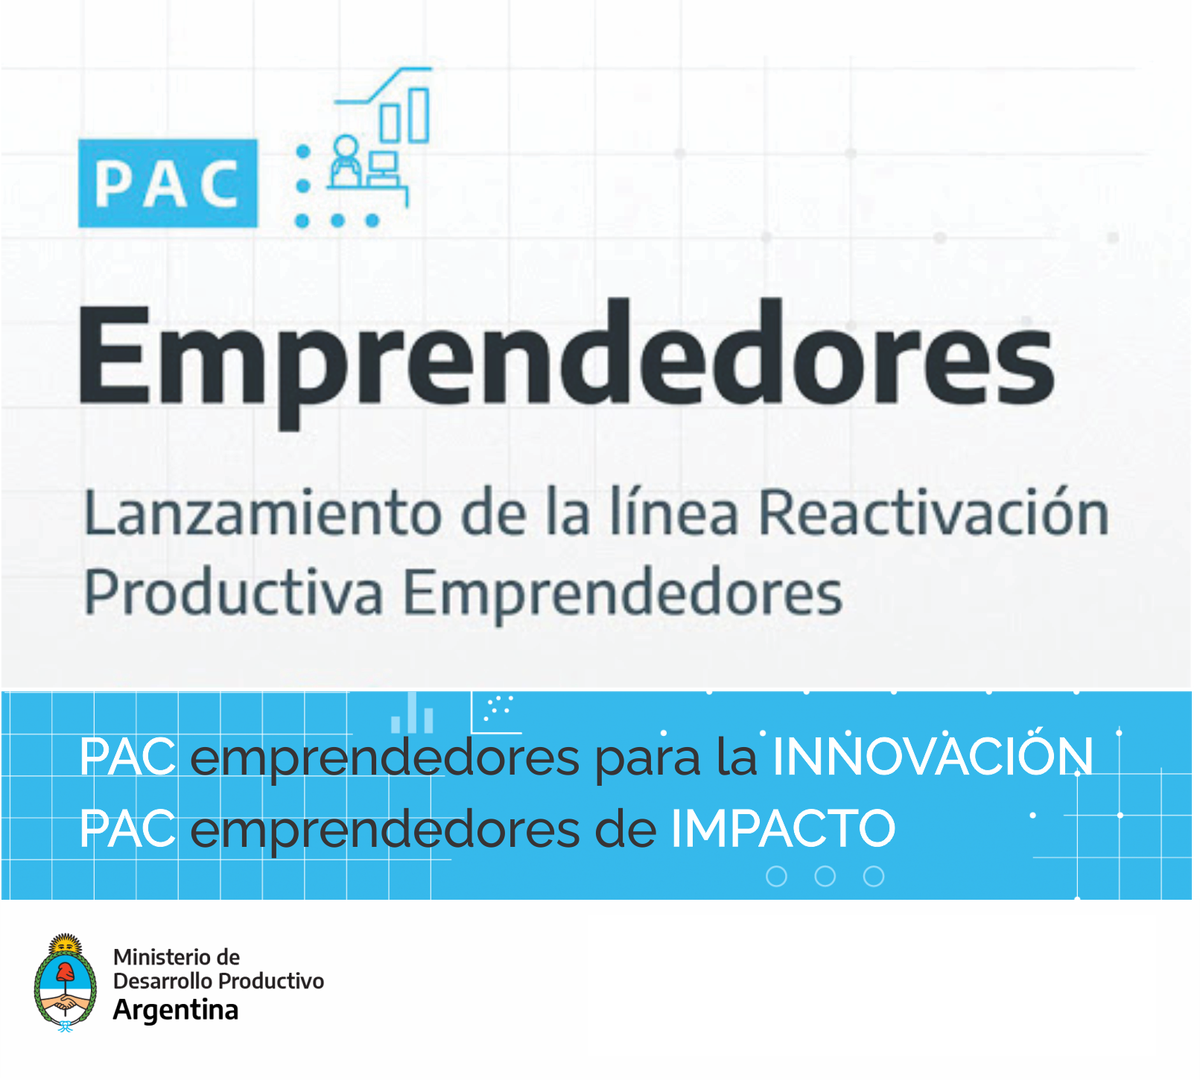 PAC
Emprendedores
Lanzamiento de la línea Reactivación
Productiva Emprendedores
PAC emprendedores para la INNOVACIÓN
PAC emprendedores de IMPACTO
Ministerio de
Desarrollo Productivo
Argentina